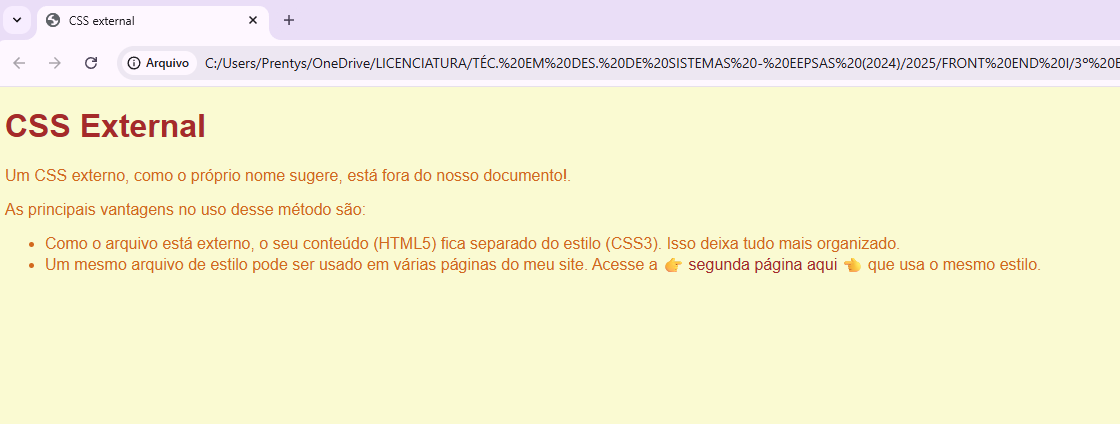 CSS external
Arquivo C:/Users/Prentys/OneDrive/LICENCIATURA/TÉC.%20EM%20DES.%20DE%20SISTEMAS%20-%20EEPSAS%20(2024)/2025/FRONT%20END%20I/3º%20E
CSS External
Um CSS externo, como o próprio nome sugere, está fora do nosso documento!.
As principais vantagens no uso desse método são:
• Como o arquivo está externo, o seu conteúdo (HTML5) fica separado do estilo (CSS3). Isso deixa tudo mais organizado.
• Um mesmo arquivo de estilo pode ser usado em várias páginas do meu site. Acesse a 👉 segunda página aqui 👈 que usa o mesmo estilo.